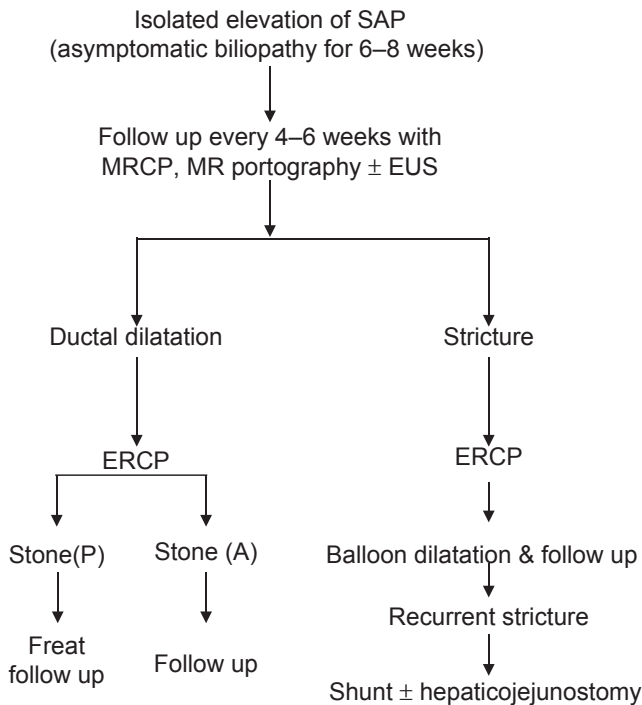 Isolated elevation of SAP
(asymptomatic biliopathy for 6–8 weeks)
Follow up every 4–6 weeks with
MRCP, MR portography ± EUS
Ductal dilatation
Stricture
ERCP
ERCP
Stone(P)
Stone (A)
Balloon dilatation & follow up
Recurrent stricture
Freat
follow up
Follow up
Shunt ± hepaticojejunostomy